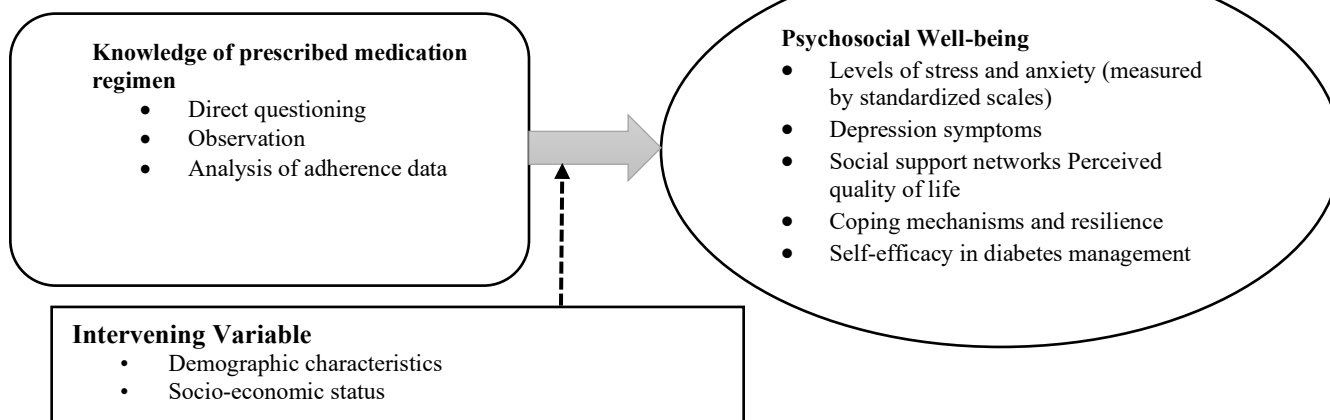 Knowledge of prescribed medication
regimen
• Direct questioning
• Observation
• Analysis of adherence data
Psychosocial Well-being
• Levels of stress and anxiety (measured
by standardized scales)
• Depression symptoms
• Social support networks Perceived
quality of life
• Coping mechanisms and resilience
• Self-efficacy in diabetes management
Intervening Variable
• Demographic characteristics
• Socio-economic status